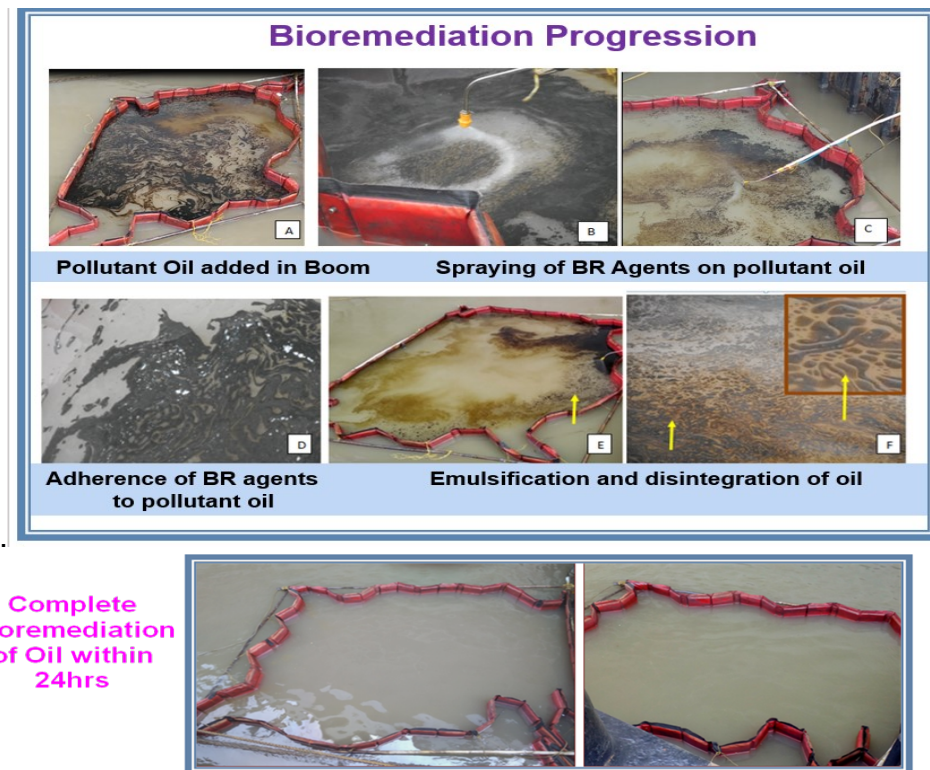 Bioremediation Progression
A
B
C
Pollutant Oil added in Boom
Spraying of BR Agents on pollutant oil
D
E
F
Adherence of BR agents
to pollutant oil
Emulsification and disintegration of oil
.
Complete
oremediation
of Oil within
24hrs